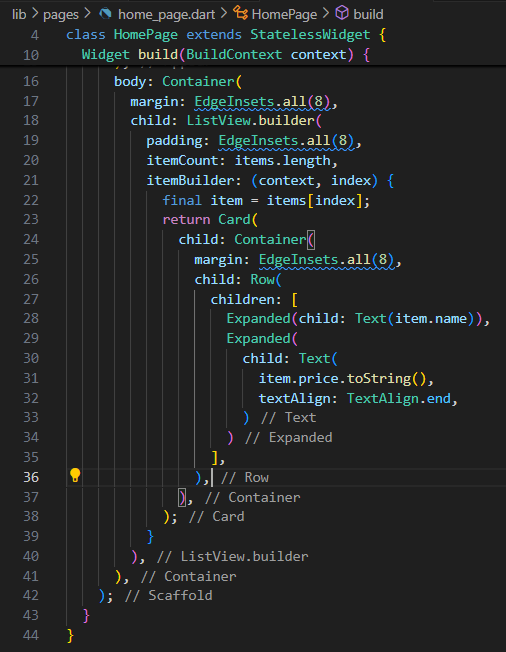 lib > pages > home_page.dart > HomePage > build
4 class HomePage extends StatelessWidget {
10   Widget build(BuildContext context) {
16       body: Container(
17         margin: EdgeInsets.all(8),
18         child: ListView.builder(
19           padding: EdgeInsets.all(8),
20           itemCount: items.length,
21           itemBuilder: (context, index) {
22             final item = items[index];
23             return Card(
24               child: Container(
25                 margin: EdgeInsets.all(8),
26                 child: Row(
27                   children: [
28                     Expanded(child: Text(item.name)),
29                     Expanded(
30                       child: Text(
31                         item.price.toString(),
32                         textAlign: TextAlign.end,
33                       ) // Text
34                     ) // Expanded
35                   ],
36                 ), // Row
37               ), // Container
38             ); // Card
39           }
40         ), // ListView.builder
41       ), // Container
42     ); // Scaffold
43   }
44 }